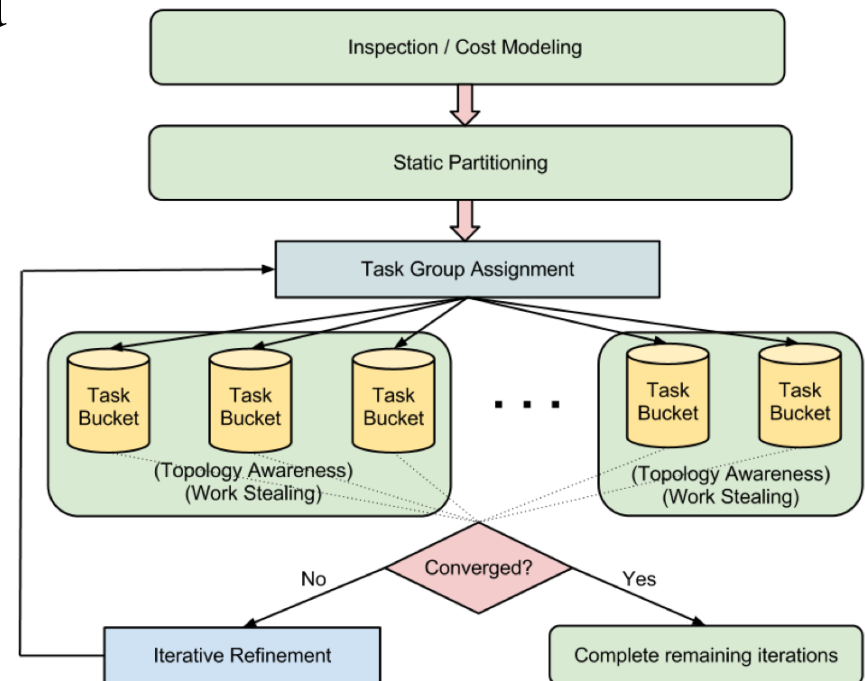 Inspection / Cost Modeling
Static Partitioning
Task Group Assignment
Task
Bucket
Task
Bucket
Task
Bucket
. . .
Task
Bucket
Task
Bucket
(Topology Awareness)
(Work Stealing)
(Topology Awareness)
(Work Stealing)
Converged?
No
Yes
Iterative Refinement
Complete remaining iterations